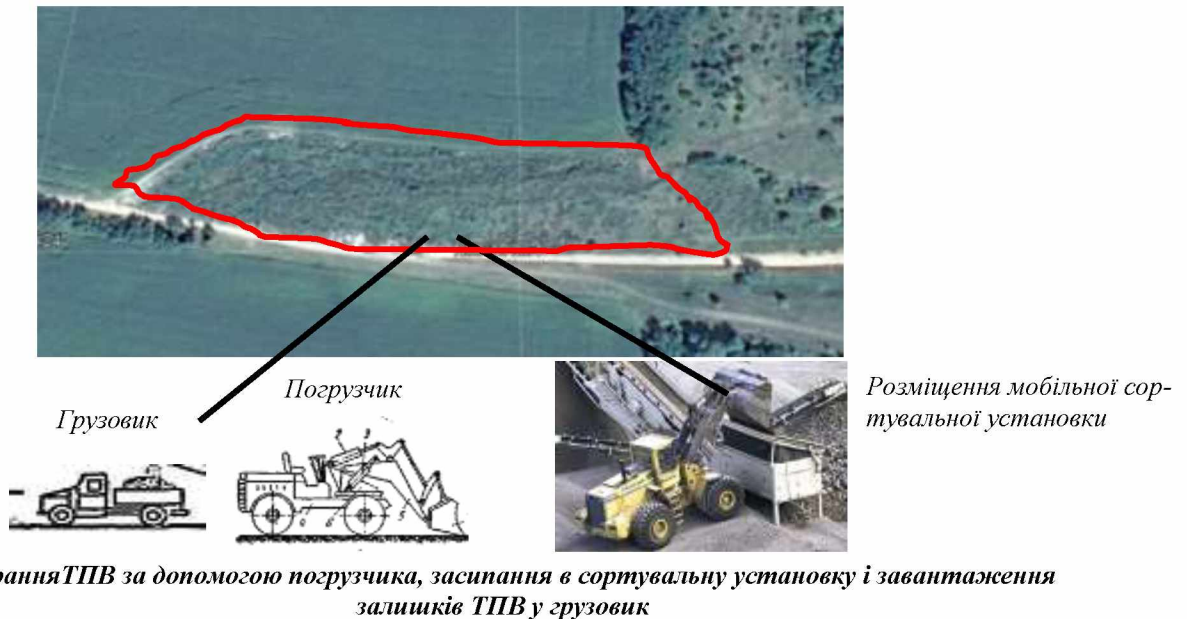 Погрузчик
Грузовик
Розміщення мобільної сор-
тувальної установки
ранняТПВ за допомогою погрузчика, засипання в сортувальну установку і завантаження
залишків ТПВ у грузовик